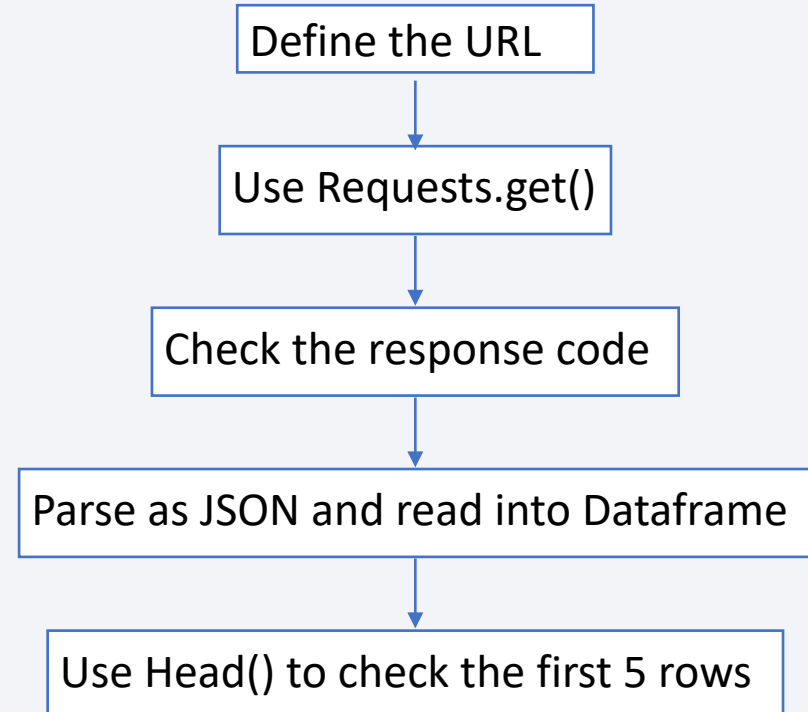 Define the URL
Use Requests.get()
Check the response code
Parse as JSON and read into Dataframe
Use Head() to check the first 5 rows